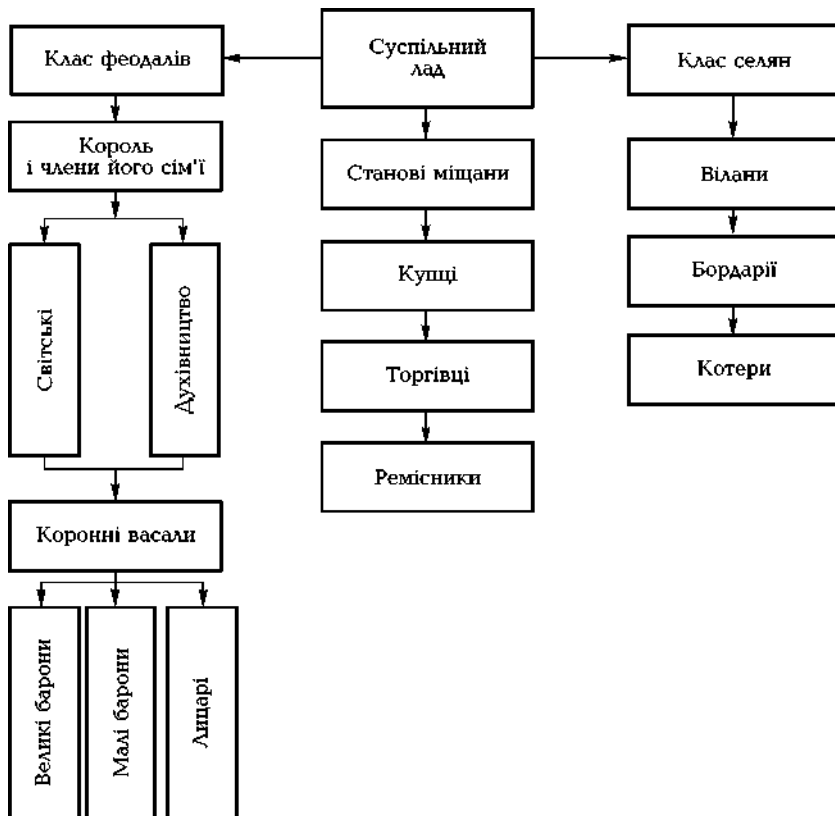 Клас феодалів
Суспільний
лад
Клас селян
Король
і члени його сім'ї
Станові міщани
Вілани
Світські
Духівництво
Купці
Бордарії
Торгівці
Котери
Ремісники
Коронні васали
Великі барони
Малі барони
Лицарі